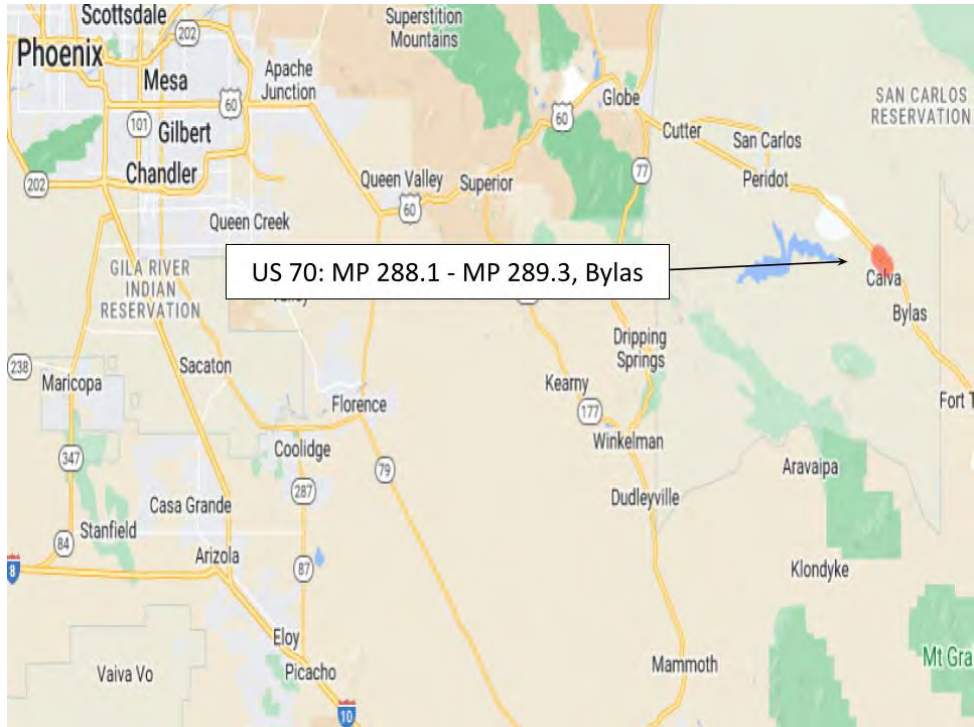 Scottsdale
202
Superstition
Mountains
Phoenix
Mesa
Apache
Junction
60
Globe
SAN CARLOS
RESERVATION
101
Gilbert
60
Cutter
San Carlos
Chandler
77
Peridot
202
Queen Valley
Superior
60
Queen Creek
US 70: MP 288.1 - MP 289.3, Bylas
GILA RIVER
INDIAN
RESERVATION
Calva
Bylas
Dripping
Springs
238
Sacaton
Maricopa
Kearny
Florence
Fort T
177
Winkelman
347
Coolidge
79
Aravaipa
287
Dudleyville
Casa Grande
Stanfield
84
Arizola
8
87
Klondyke
Eloy
Picacho
Vaiva Vo
Mammoth
Mt Gra
10